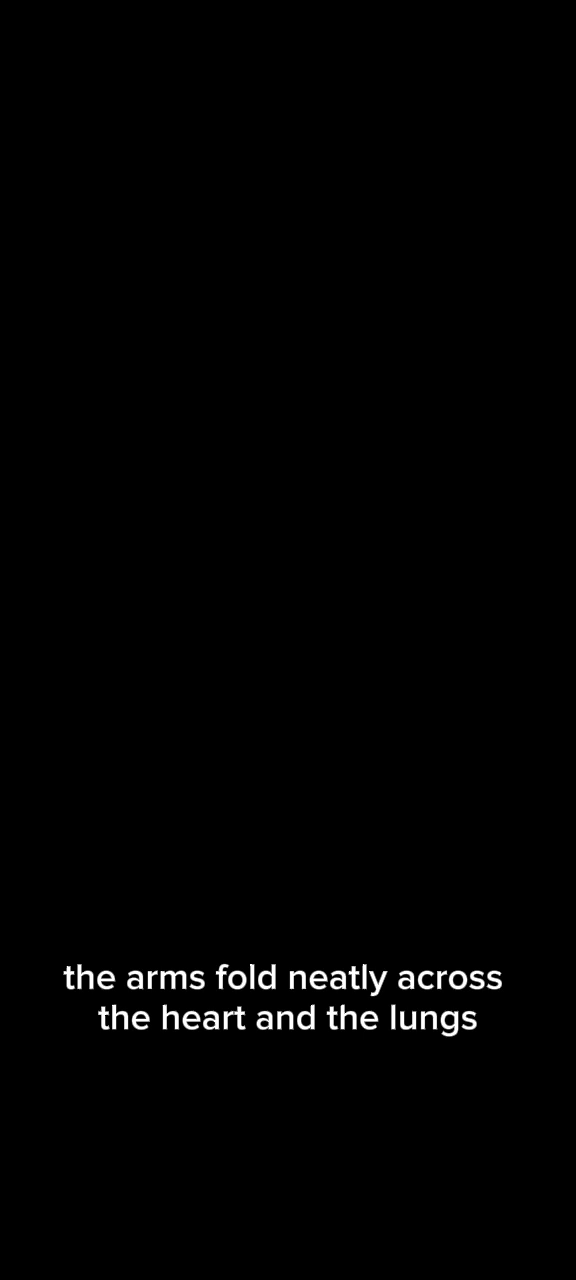 the arms fold neatly across
the heart and the lungs